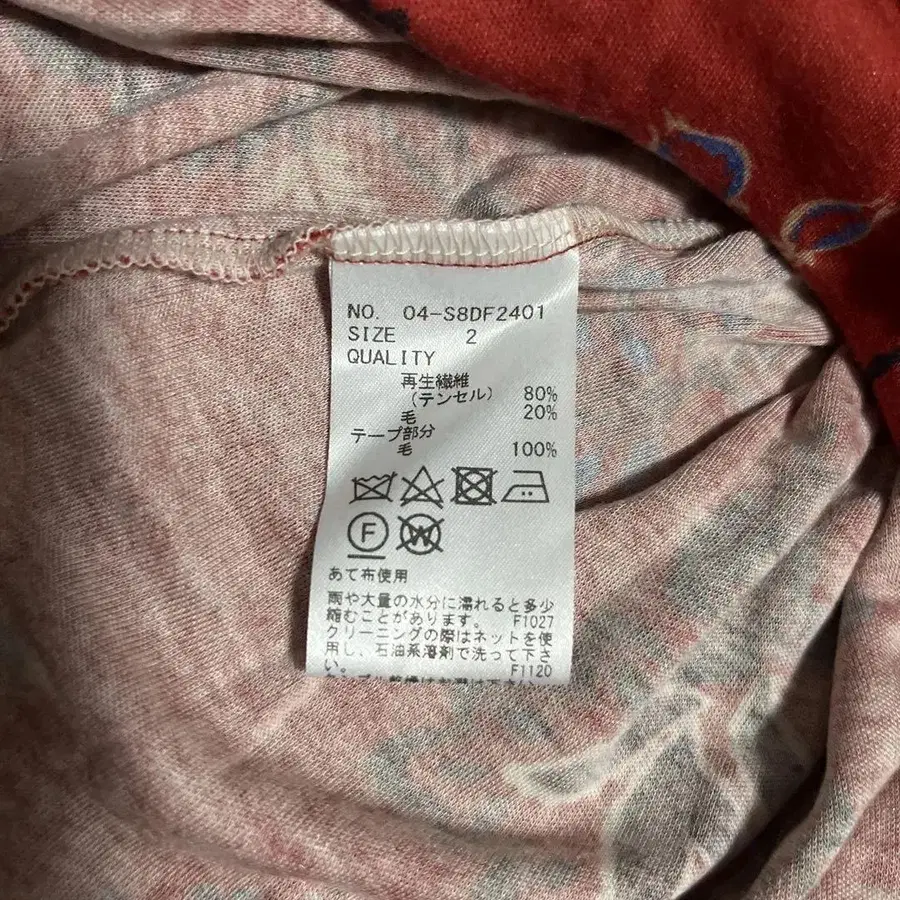 NO. 04-S8DF2401
SIZE 2
QUALITY
再生繊維
(テンセル) 80%
毛 20%
テープ部分
毛 100%
F W
あて布使用
雨や大量の水分に濡れると多少
縮むことがあります。 F1027
クリーニングの際はネットを使
用し、石油系溶剤で洗って下さ
い。 F1120